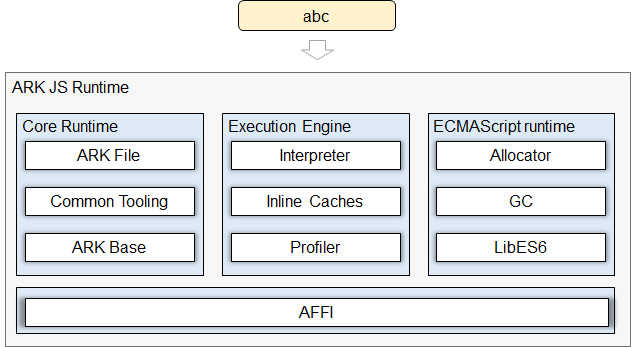 abc
ARK JS Runtime
Core Runtime
ARK File
Common Tooling
ARK Base
Execution Engine
Interpreter
Inline Caches
Profiler
ECMAScript runtime
Allocator
GC
LibES6
AFFI